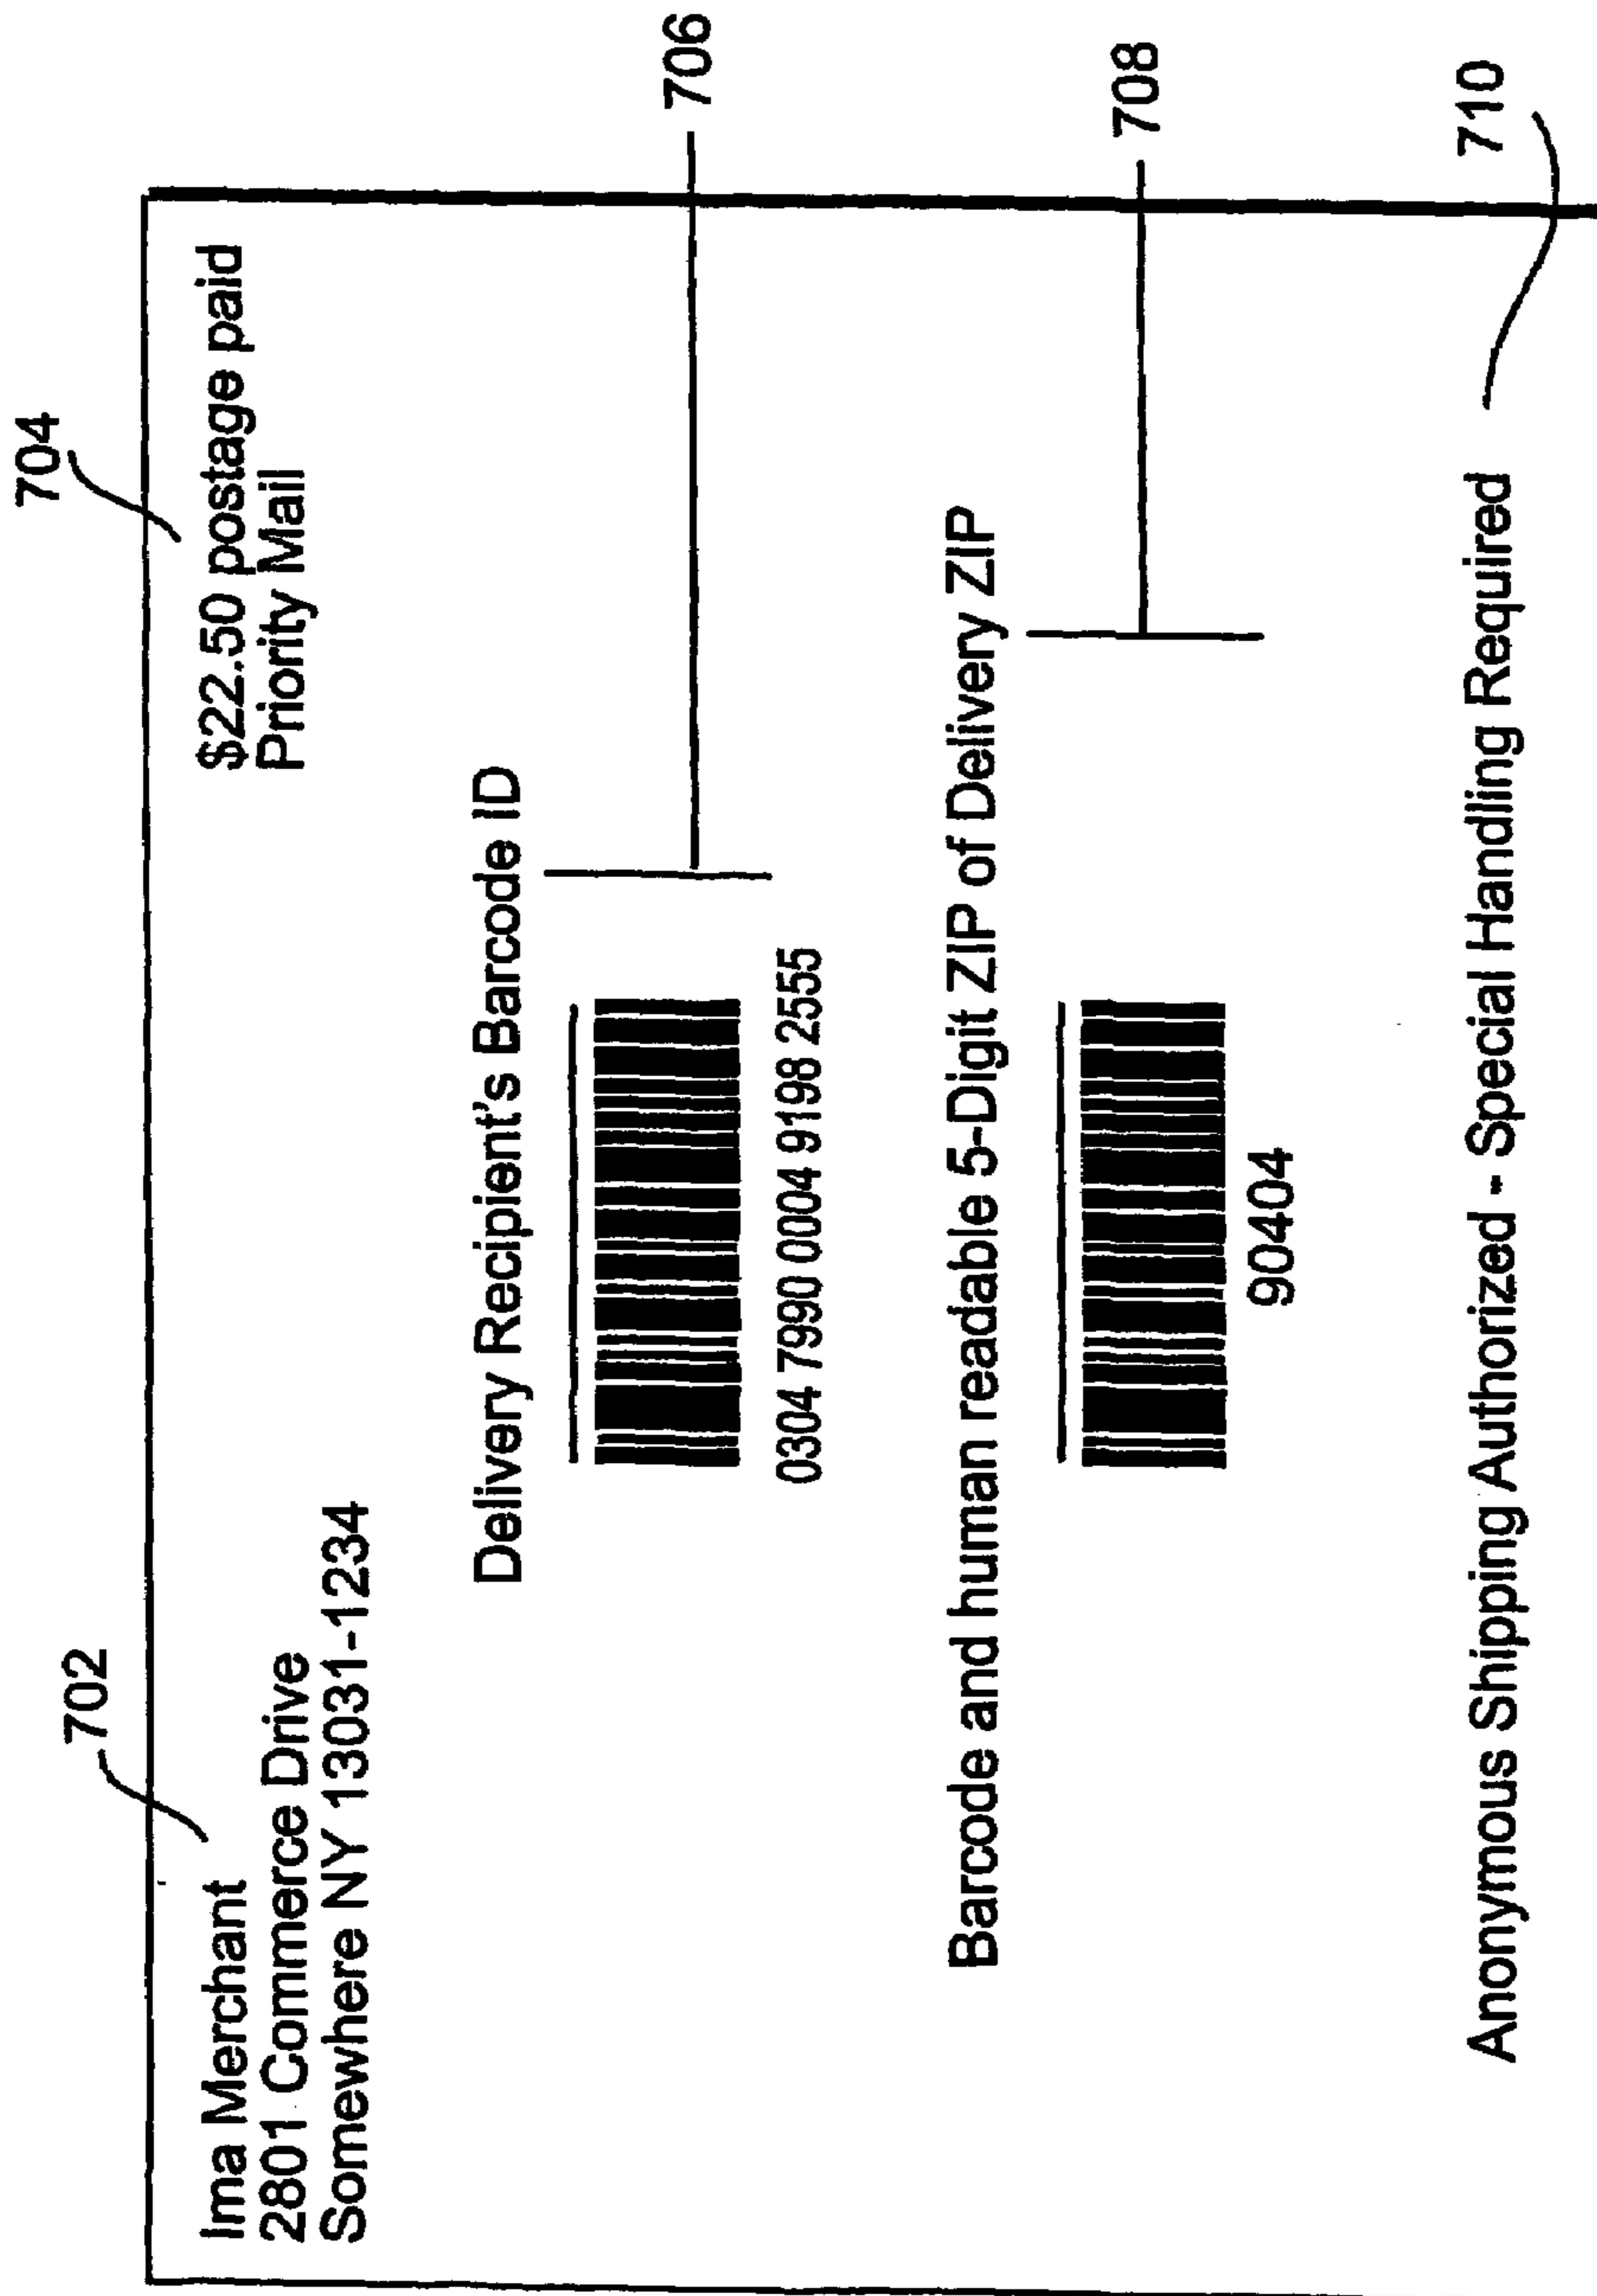 704
702
Ima Merchant
2801 Commerce Drive
Somewhere NY 13031-1234
$22.50 postage paid
Priority Mail
Delivery Recipient's Barcode ID
706
0304 7990 0004 9198 2555
Barcode and human readable 5-Digit ZIP of Delivery ZIP
708
90404
Anonymous Shipping Authorized - Special Handling Required
710